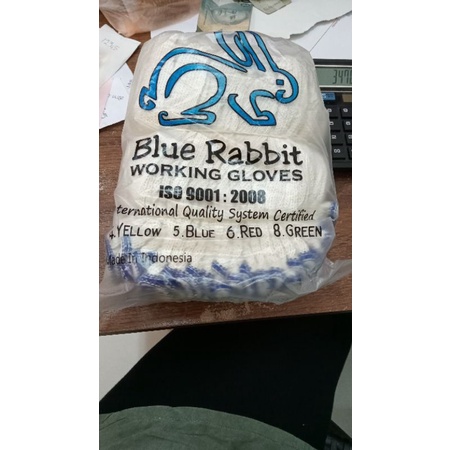 Blue Rabbit
WORKING GLOVES
ISO 9001 : 2008
nternational Quality System Certified
YELLOW 5.BLUE 6.RED 8.GREEN
Made In Indonesia